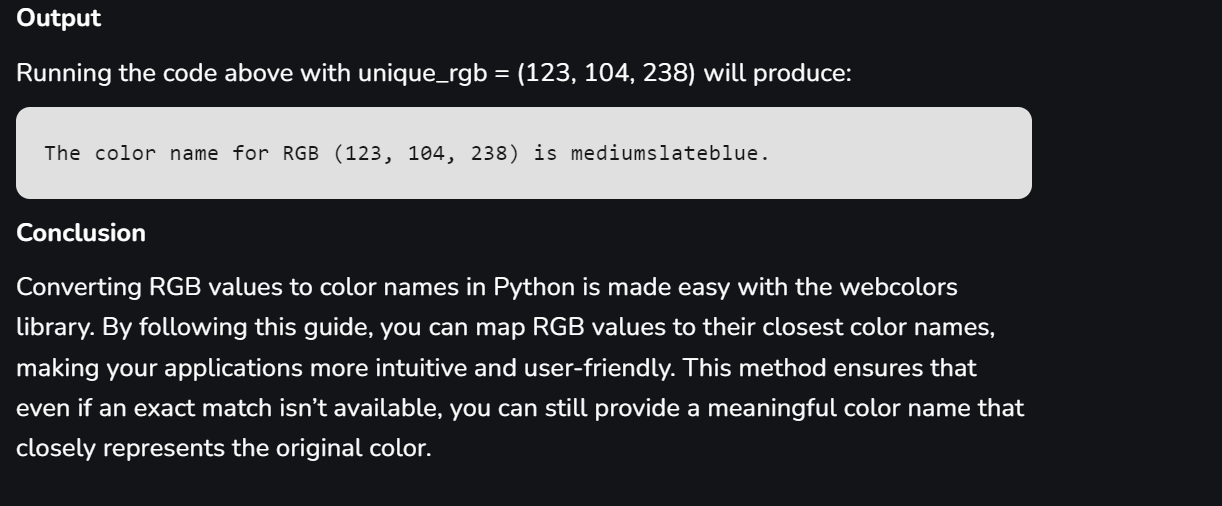 Output
Running the code above with unique_rgb = (123, 104, 238) will produce:
The color name for RGB (123, 104, 238) is mediumslateblue.
Conclusion
Converting RGB values to color names in Python is made easy with the webcolors
library. By following this guide, you can map RGB values to their closest color names,
making your applications more intuitive and user-friendly. This method ensures that
even if an exact match isn’t available, you can still provide a meaningful color name that
closely represents the original color.